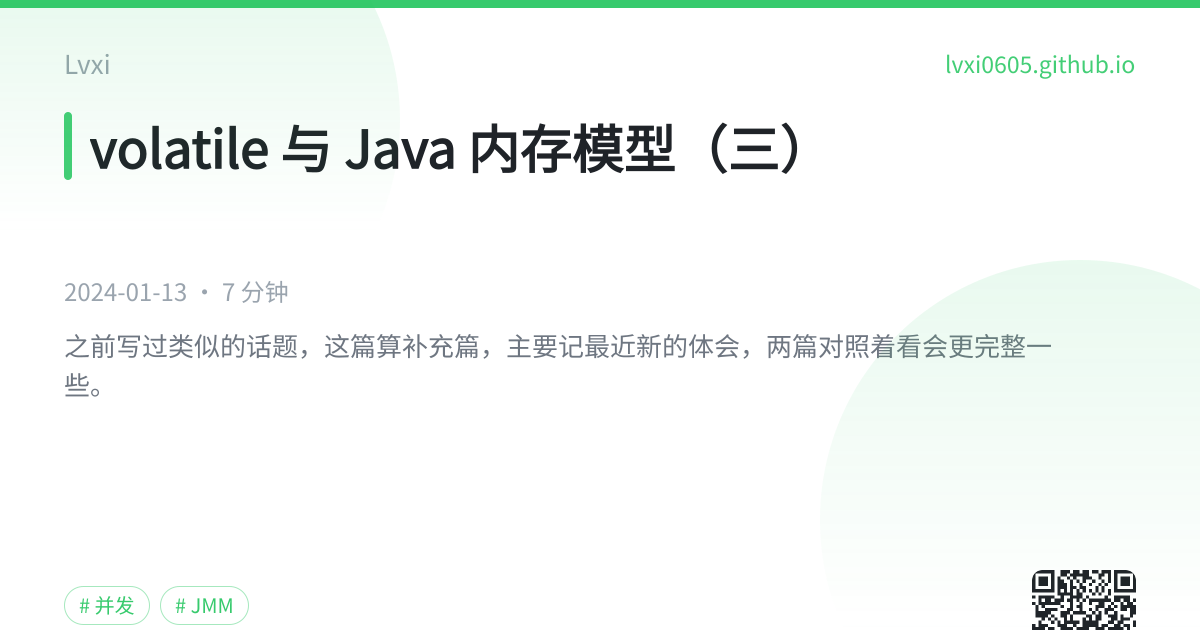 Lvxi
lvxi0605.github.io
volatile 与 Java 内存模型（三）
2024-01-13 · 7 分钟
之前写过类似的话题，这篇算补充篇，主要记最近新的体会，两篇对照着看会更完整一
些。
# 并发
# JMM